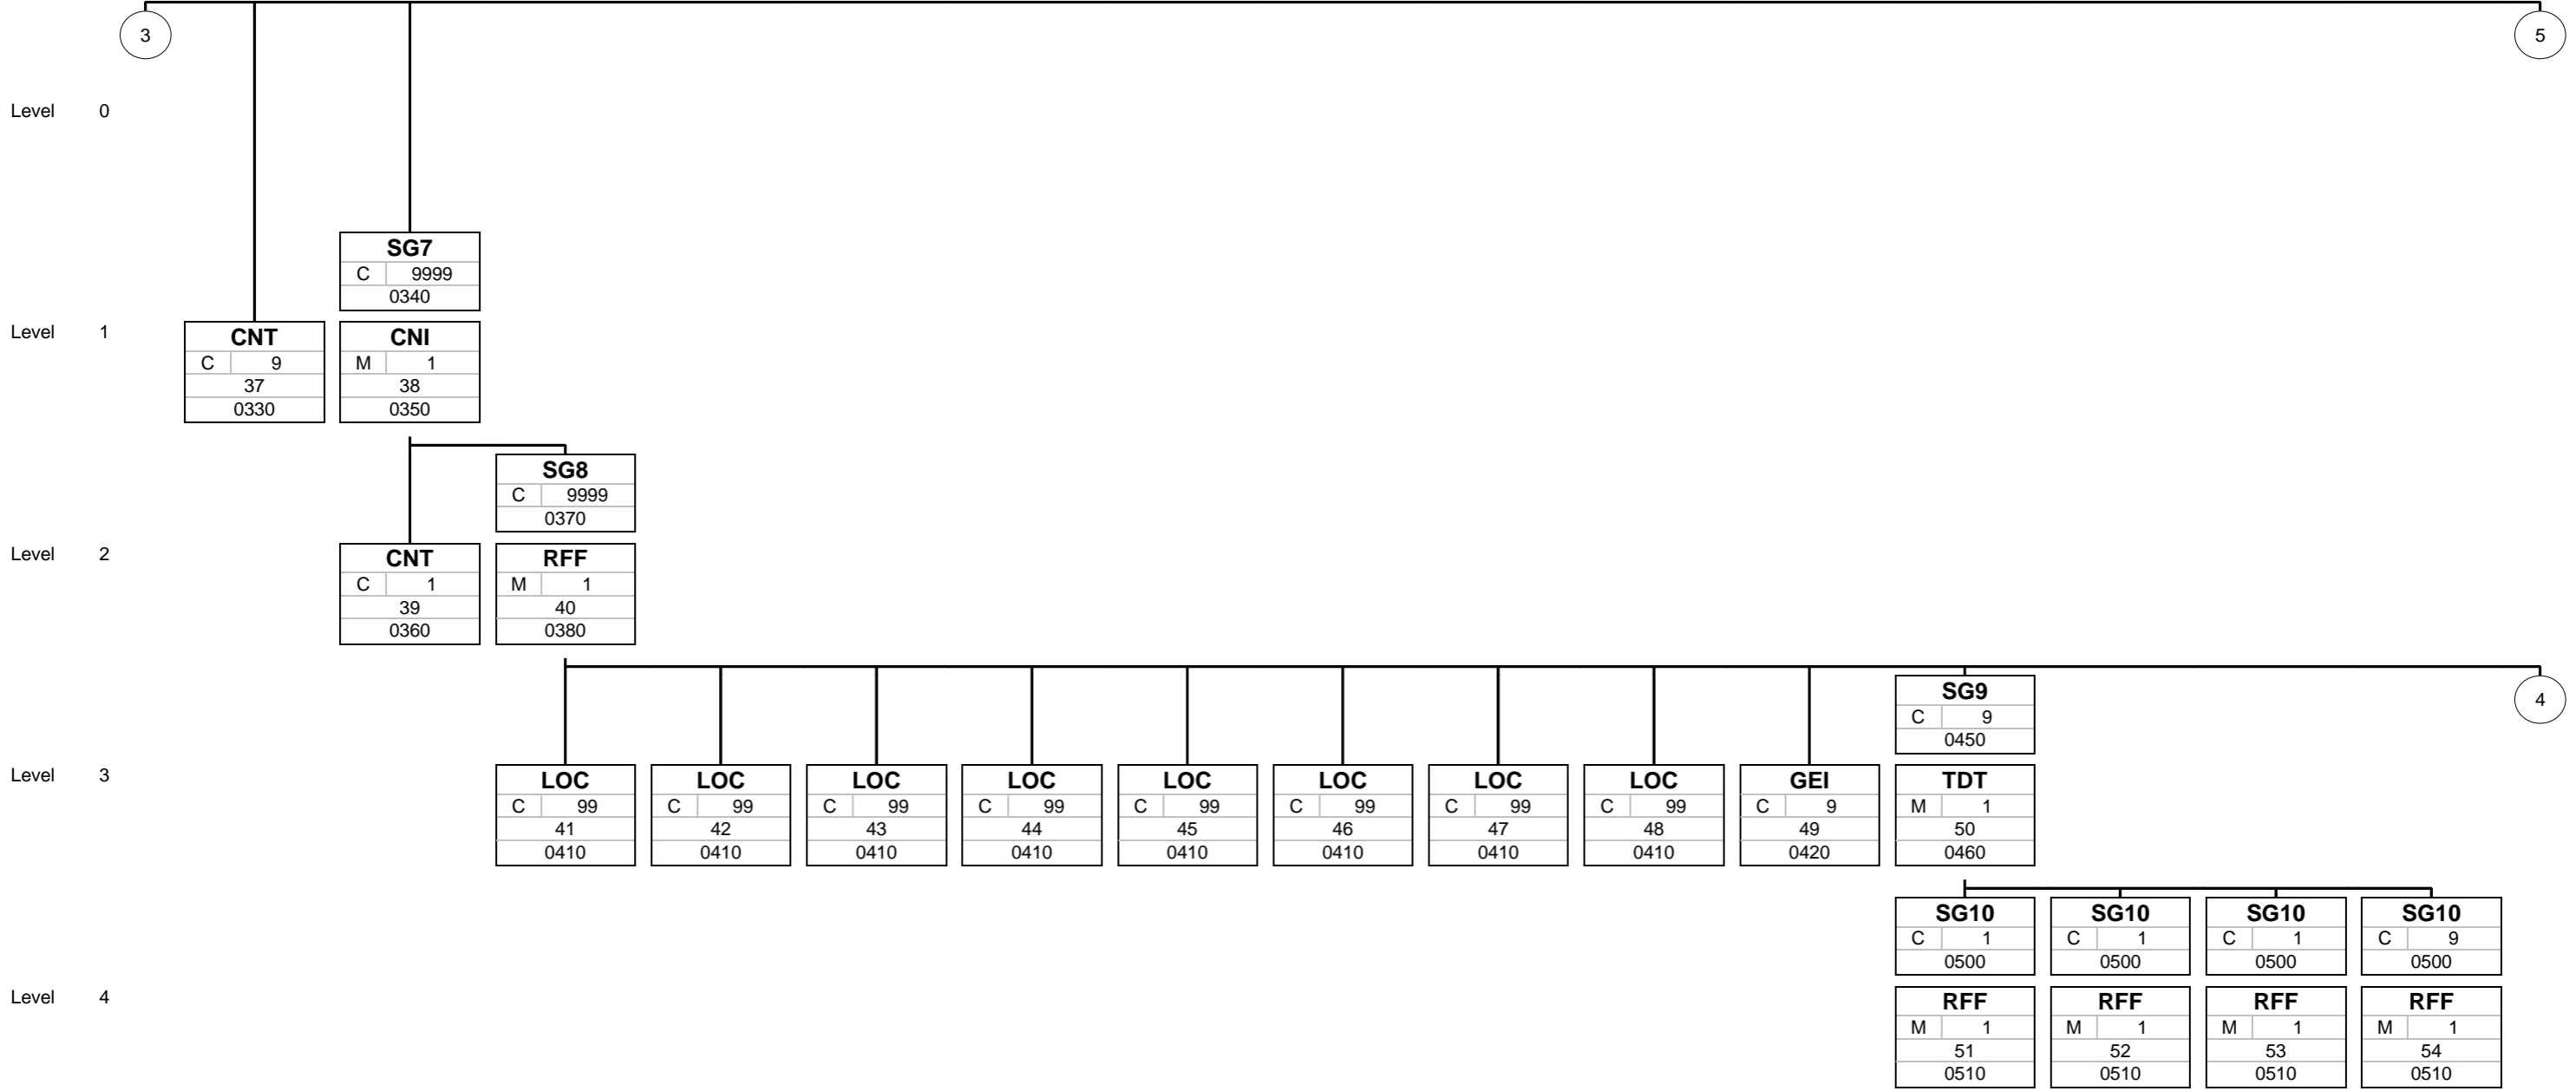 3
5
Level 0
SG7
C 9999
0340
Level 1
CNT
C 9
37
0330
CNI
M 1
38
0350
SG8
C 9999
0370
Level 2
CNT
C 1
39
0360
RFF
M 1
40
0380
4
SG9
C 9
0450
Level 3
LOC
C 99
41
0410
LOC
C 99
42
0410
LOC
C 99
43
0410
LOC
C 99
44
0410
LOC
C 99
45
0410
LOC
C 99
46
0410
LOC
C 99
47
0410
LOC
C 99
48
0410
GEI
C 9
49
0420
TDT
M 1
50
0460
SG10
C 1
0500
SG10
C 1
0500
SG10
C 1
0500
SG10
C 9
0500
Level 4
RFF
M 1
51
0510
RFF
M 1
52
0510
RFF
M 1
53
0510
RFF
M 1
54
0510